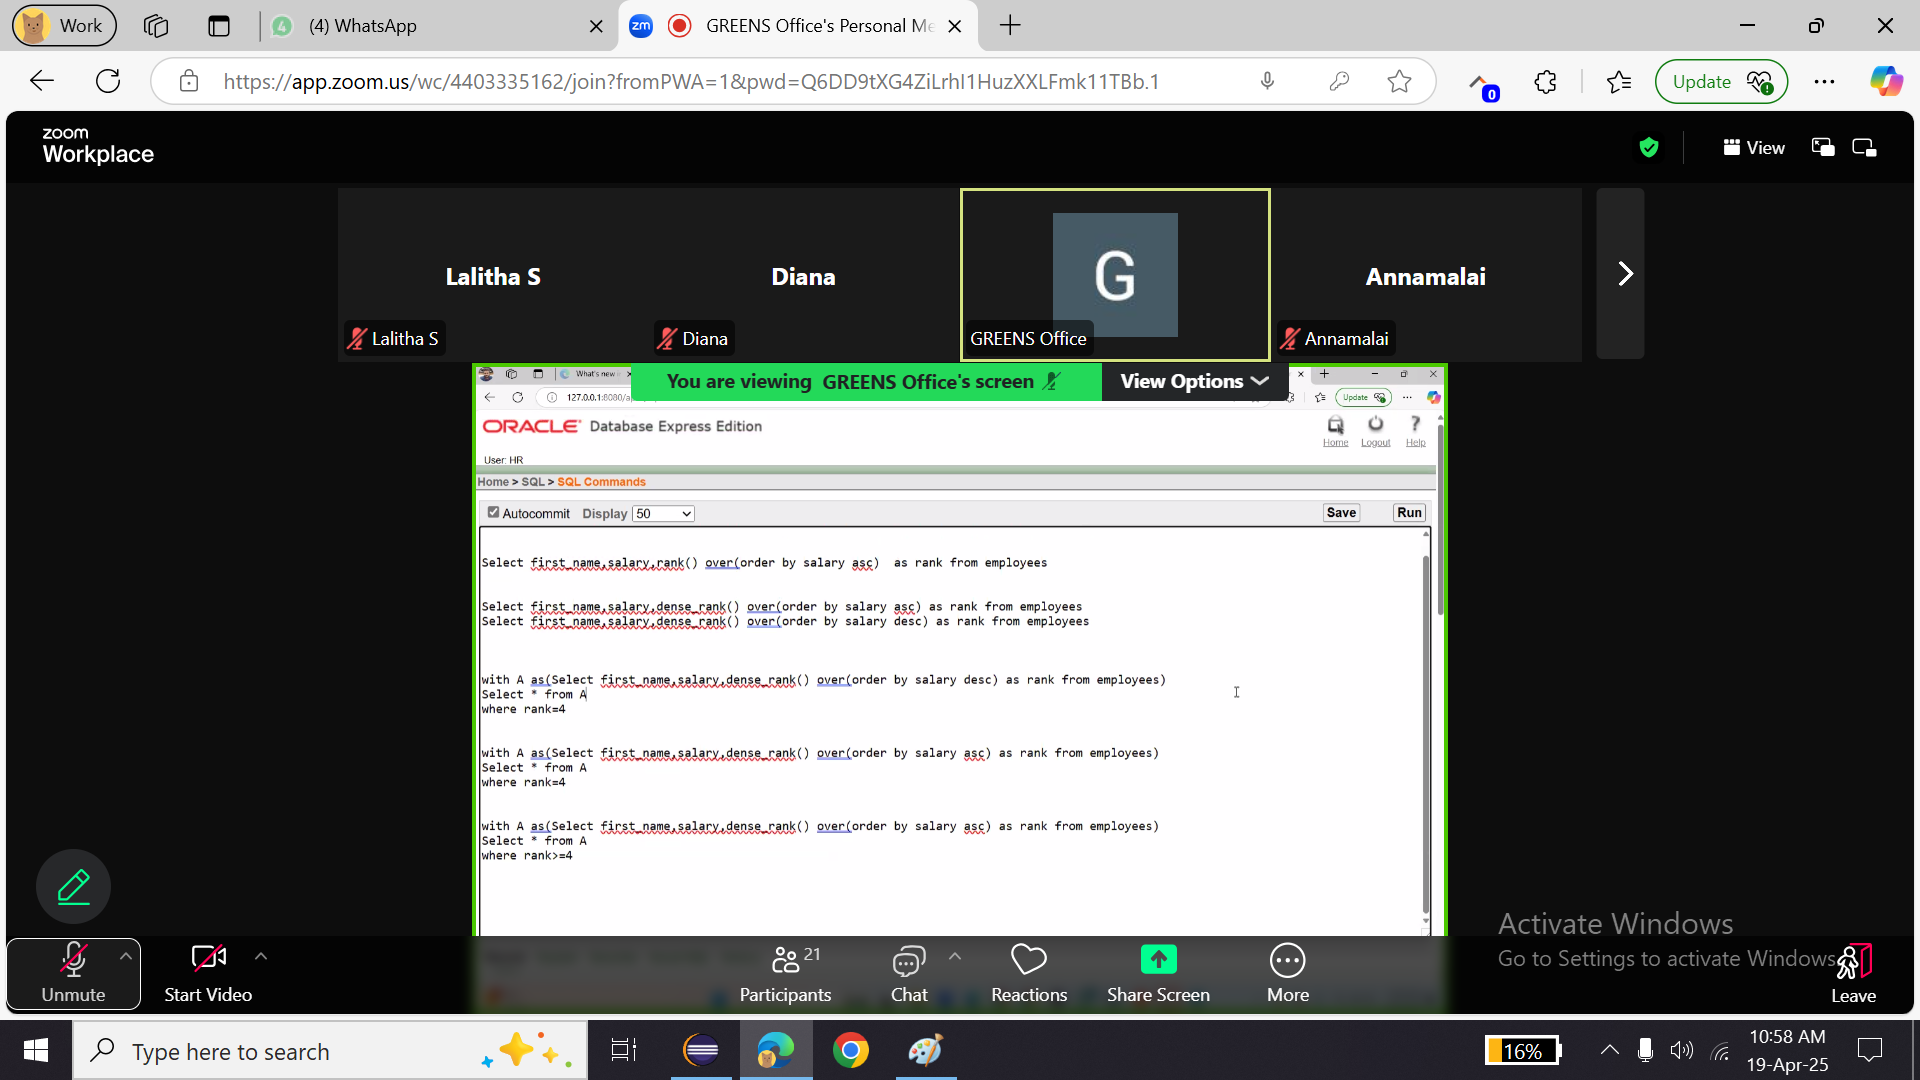 Work
4
(4) WhatsApp
zm
GREENS Office's Personal Me
https://app.zoom.us/wc/4403335162/join?fromPWA=1&pwd=Q6DD9tXG4ZiLrhI1HuzXXLFmk11TBb.1
0
Update
zoom
Workplace
View
Lalitha S
Diana
G
Annamalai
Lalitha S
Diana
GREENS Office
Annamalai
What's new
You are viewing GREENS Office's screen
View Options
127.0.0.1:8080/a
Update
ORACLE Database Express Edition
Home
Logout
Help
User: HR
Home > SQL > SQL Commands
Autocommit Display 50
Save
Run
Select first_name,salary,rank() over(order by salary asc)  as rank from employees
Select first_name,salary,dense_rank() over(order by salary asc) as rank from employees
Select first_name,salary,dense_rank() over(order by salary desc) as rank from employees
with A as(Select first_name,salary,dense_rank() over(order by salary desc) as rank from employees)
Select * from A
where rank=4
with A as(Select first_name,salary,dense_rank() over(order by salary asc) as rank from employees)
Select * from A
where rank=4
with A as(Select first_name,salary,dense_rank() over(order by salary asc) as rank from employees)
Select * from A
where rank>=4
Activate Windows
Go to Settings to activate Windows
Unmute
Start Video
21
Participants
Chat
Reactions
Share Screen
More
Leave
Type here to search
16%
10:58 AM
19-Apr-25